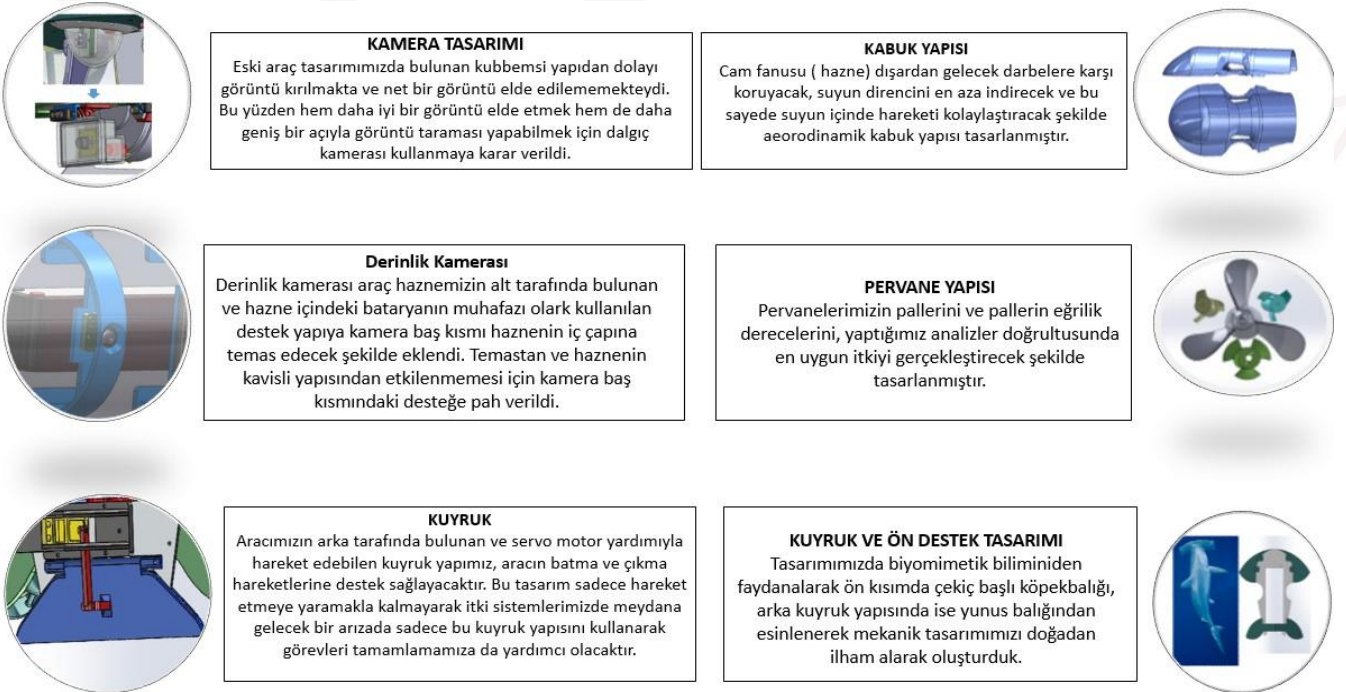 KAMERA TASARIMI
Eski araç tasarımımızda bulunan kubbemsi yapıdan dolayı
görüntü kırılmakta ve net bir görüntü elde edilememekteydi.
Bu yüzden hem daha iyi bir görüntü elde etmek hem de daha
geniş bir açıyla görüntü taraması yapabilmek için dalgıç
kamerası kullanmaya karar verildi.
KABUK YAPISI
Cam fanusu ( hazne) dışardan gelecek darbelere karşı
koruyacak, suyun direncini en aza indirecek ve bu
sayede suyun içinde hareketi kolaylaştıracak şekilde
aeorodinamik kabuk yapısı tasarlanmıştır.
Derinlik Kamerası
Derinlik kamerası araç haznemizin alt tarafında bulunan
ve hazne içindeki bataryanın muhafazı olark kullanılan
destek yapıya kamera baş kısmı haznenin iç çapına
temas edecek şekilde eklendi. Temastan ve haznenin
kavisli yapısından etkilenmemesi için kamera baş
kısmındaki desteğe pah verildi.
PERVANE YAPISI
Pervanelerimizin pallerini ve pallerin eğrilik
derecelerini, yaptığımız analizler doğrultusunda
en uygun itkiyi gerçekleştirecek şekilde
tasarlanmıştır.
KUYRUK
Aracımızın arka tarafında bulunan ve servo motor yardımıyla
hareket edebilen kuyruk yapımız, aracın batma ve çıkma
hareketlerine destek sağlayacaktır. Bu tasarım sadece hareket
etmeye yaramakla kalmayarak itki sistemlerimizde meydana
gelecek bir arızada sadece bu kuyruk yapısını kullanarak
görevleri tamamlamamıza da yardımcı olacaktır.
KUYRUK VE ÖN DESTEK TASARIMI
Tasarımımızda biyomimetik biliminiden
faydanalarak ön kısımda çekiç başlı köpekbalığı,
arka kuyruk yapısında ise yunus balığından
esinlenerek mekanik tasarımımızı doğadan
ilham alarak oluşturduk.